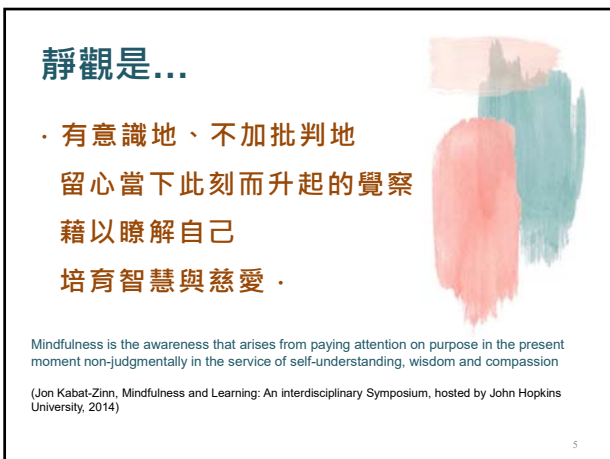 靜觀是...
· 有意識地、不加批判地
留心當下此刻而升起的覺察
藉以瞭解自己
培育智慧與慈愛 ·
Mindfulness is the awareness that arises from paying attention on purpose in the present
moment non-judgmentally in the service of self-understanding, wisdom and compassion
(Jon Kabat-Zinn, Mindfulness and Learning: An interdisciplinary Symposium, hosted by John Hopkins
University, 2014)
5